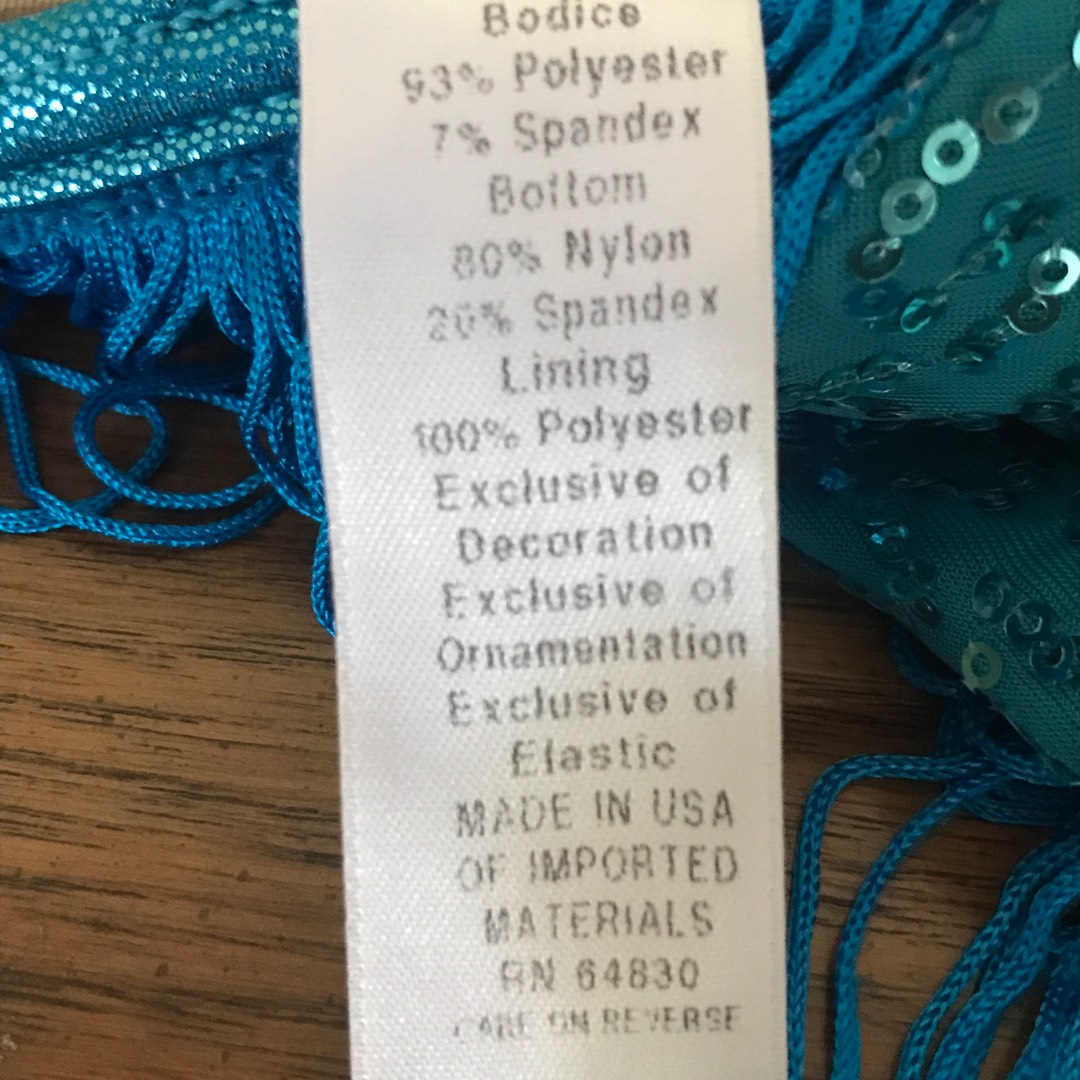 Bodice
93% Polyester
7% Spandex
Bottom
80% Nylon
20% Spandex
Lining
100% Polyester
Exclusive of
Decoration
Exclusive of
Ornamentation
Exclusive of
Elastic
MADE IN USA
OF IMPORTED
MATERIALS
RN 64830
CARE ON REVERSE